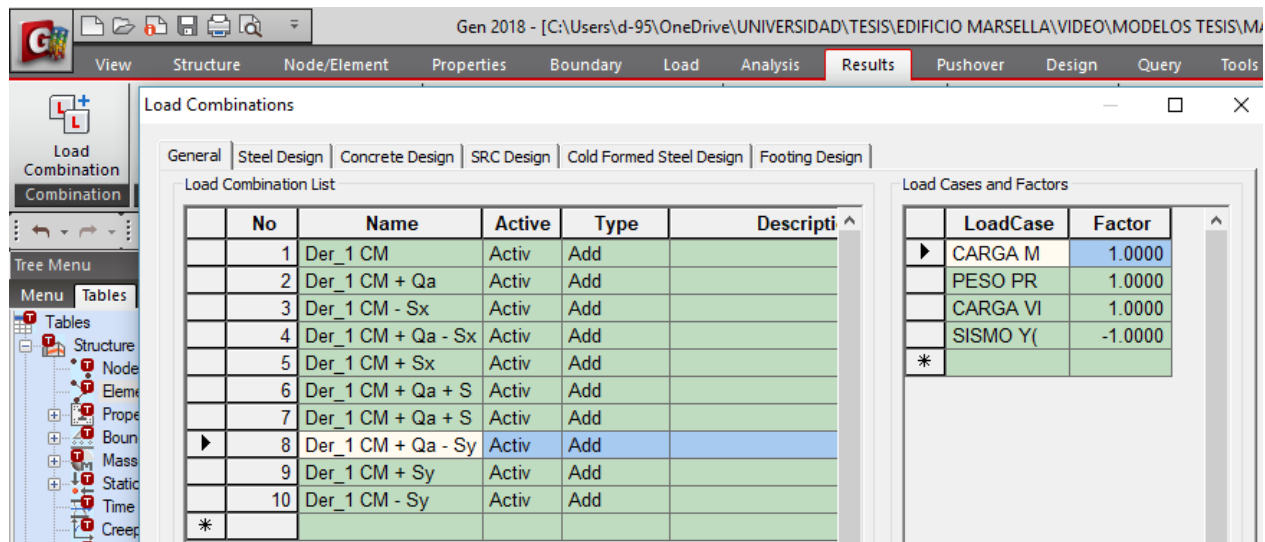 Gen 2018 - [C:\Users\d-95\OneDrive\UNIVERSIDAD\TESIS\EDIFICIO MARSELLA\VIDEO\MODELOS TESIS\MA
View Structure Node/Element Properties Boundary Load Analysis Results Pushover Design Query Tools
Load
Combination
Combination
Load Combinations
General Steel Design Concrete Design SRC Design Cold Formed Steel Design Footing Design
Load Combination List
No Name Active Type Descripti
1 Der_1 CM Activ Add
2 Der_1 CM + Qa Activ Add
3 Der_1 CM - Sx Activ Add
4 Der_1 CM + Qa - Sx Activ Add
5 Der_1 CM + Sx Activ Add
6 Der_1 CM + Qa + S Activ Add
7 Der_1 CM + Qa + S Activ Add
8 Der_1 CM + Qa - Sy Activ Add
9 Der_1 CM + Sy Activ Add
10 Der_1 CM - Sy Activ Add
Load Cases and Factors
LoadCase Factor
CARGA M 1.0000
PESO PR 1.0000
CARGA VI 1.0000
SISMO Y( -1.0000
Tree Menu
Menu Tables
Tables
Structure
Node
Eleme
Prope
Boun
Mass
Static
Time
Creep